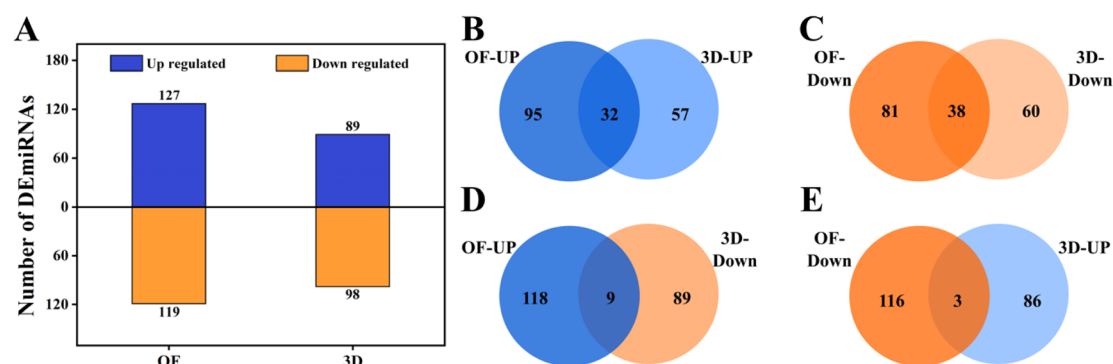 A
Number of DEmiRNAs
180
120
60
0
60
120
Up regulated
Down regulated
127
89
119
98
OF
3D
B
OF-UP
3D-UP
95
32
57
C
OF-
Down
3D-
Down
81
38
60
D
OF-UP
3D-
Down
118
9
89
E
OF-
Down
3D-UP
116
3
86